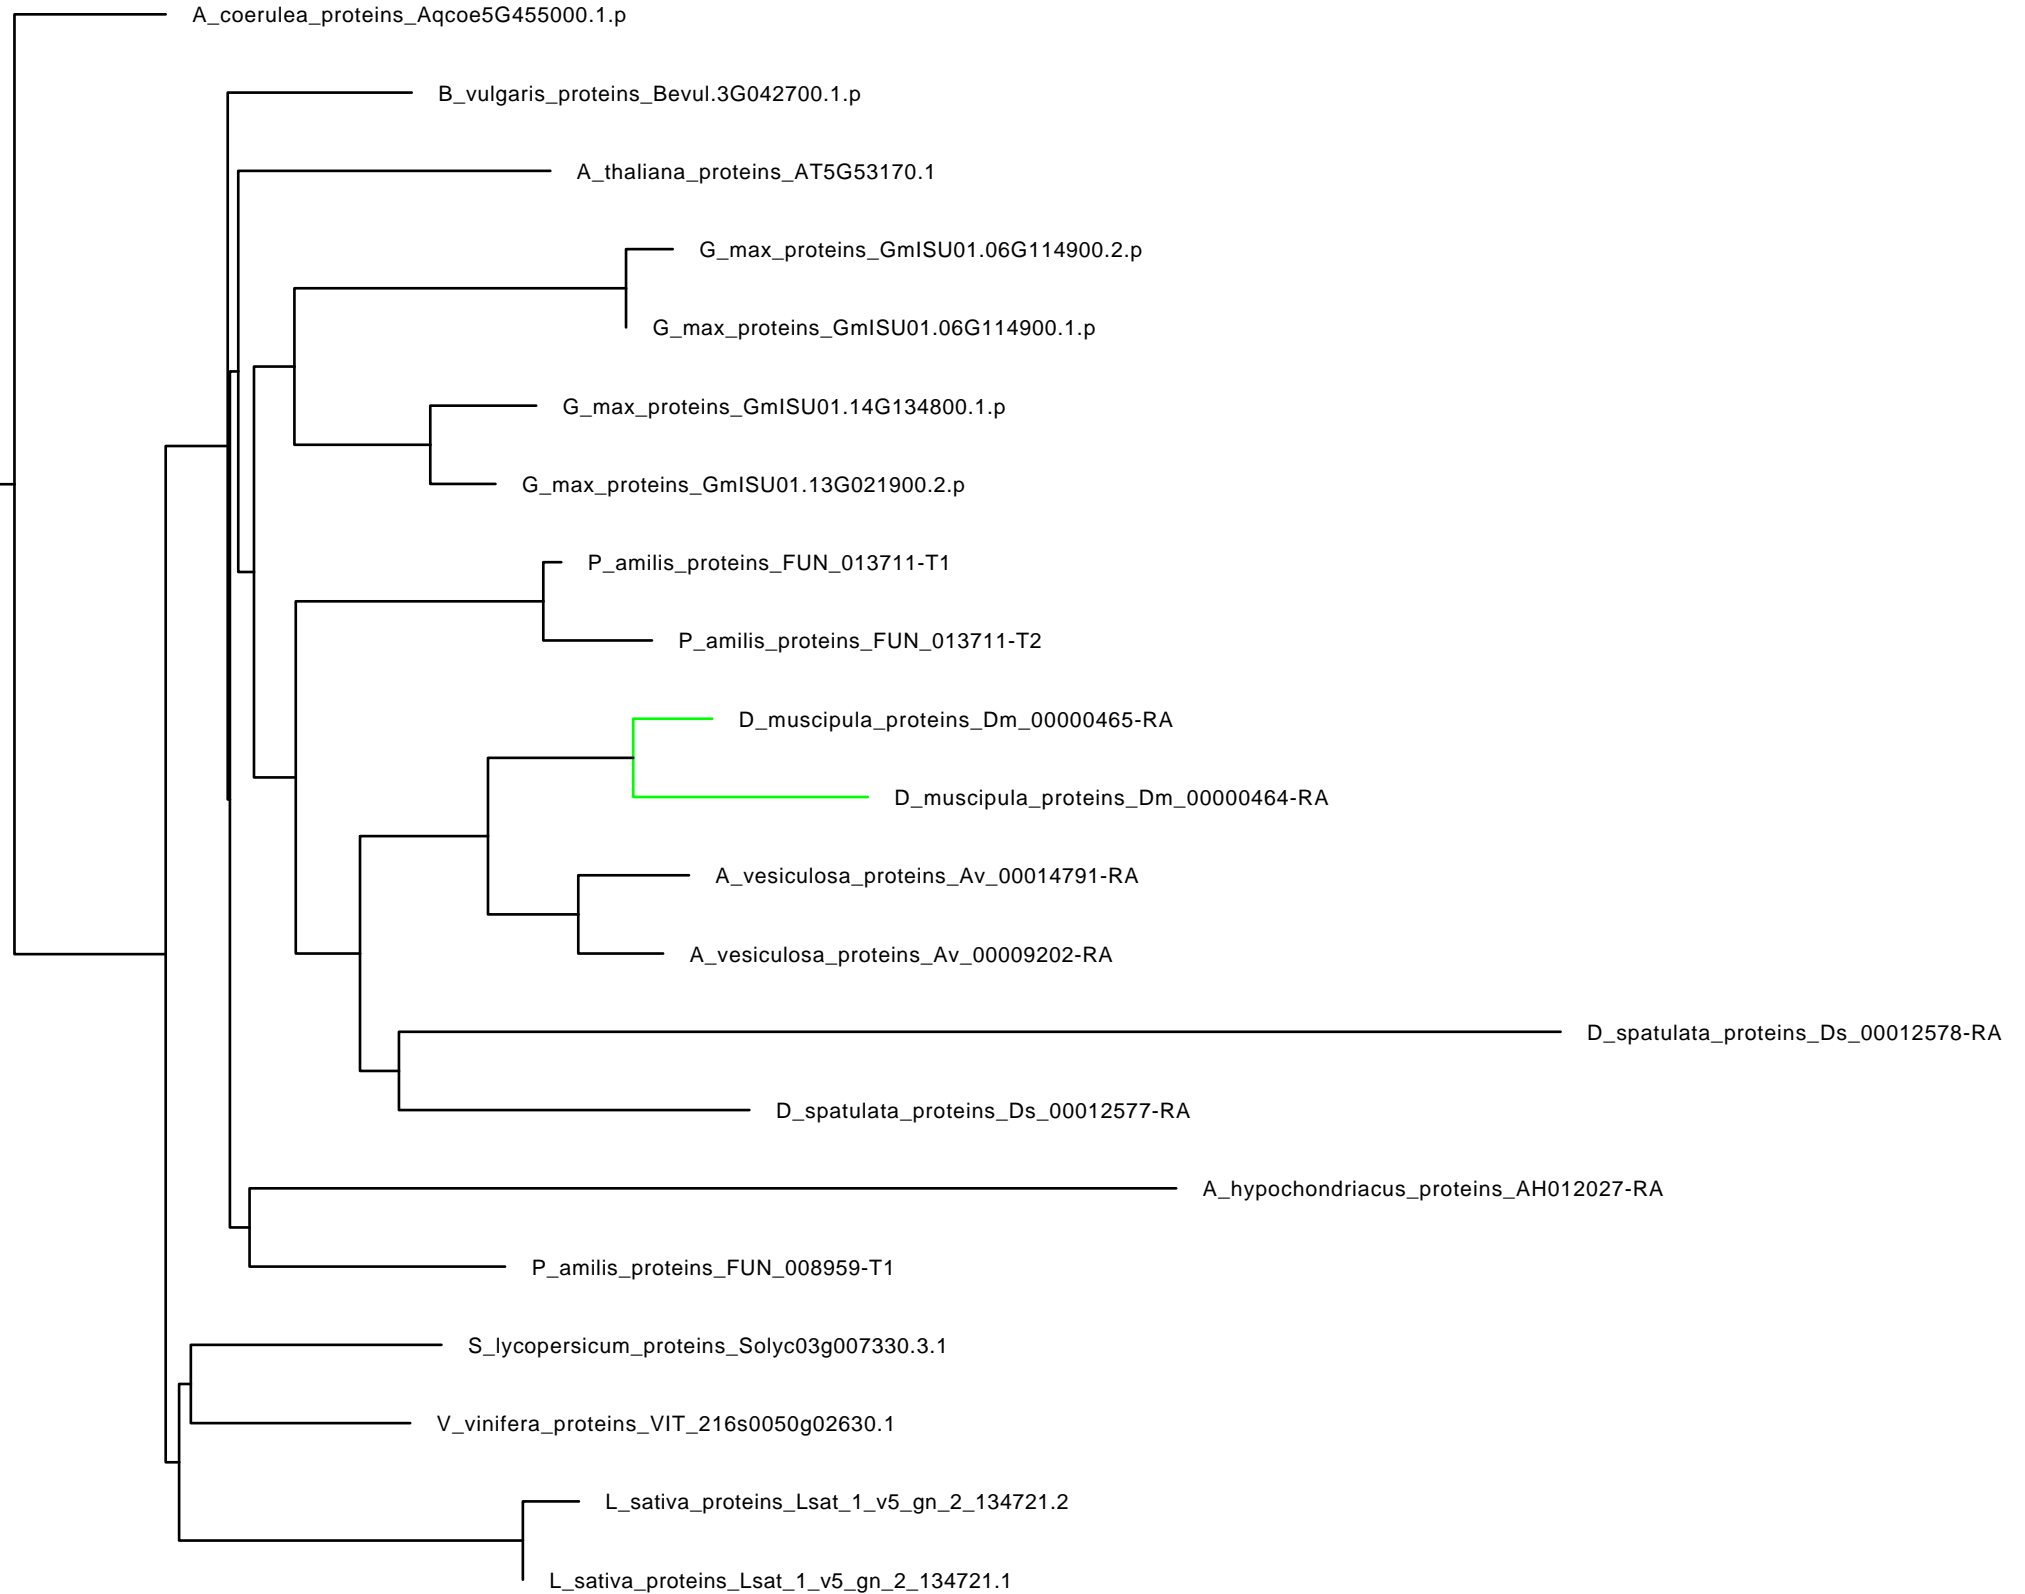 A_coerulea_proteins_Aqcoe5G455000.1.p
B_vulgaris_proteins_Bevul.3G042700.1.p
A_thaliana_proteins_AT5G53170.1
G_max_proteins_GmISU01.06G114900.2.p
G_max_proteins_GmISU01.06G114900.1.p
G_max_proteins_GmISU01.14G134800.1.p
G_max_proteins_GmISU01.13G021900.2.p
P_amilis_proteins_FUN_013711-T1
P_amilis_proteins_FUN_013711-T2
D_muscipula_proteins_Dm_00000465-RA
D_muscipula_proteins_Dm_00000464-RA
A_vesiculosa_proteins_Av_00014791-RA
A_vesiculosa_proteins_Av_00009202-RA
D_spatulata_proteins_Ds_00012578-RA
D_spatulata_proteins_Ds_00012577-RA
A_hypochondriacus_proteins_AH012027-RA
P_amilis_proteins_FUN_008959-T1
S_lycopersicum_proteins_Solyc03g007330.3.1
V_vinifera_proteins_VIT_216s0050g02630.1
L_sativa_proteins_Lsat_1_v5_gn_2_134721.2
L_sativa_proteins_Lsat_1_v5_gn_2_134721.1